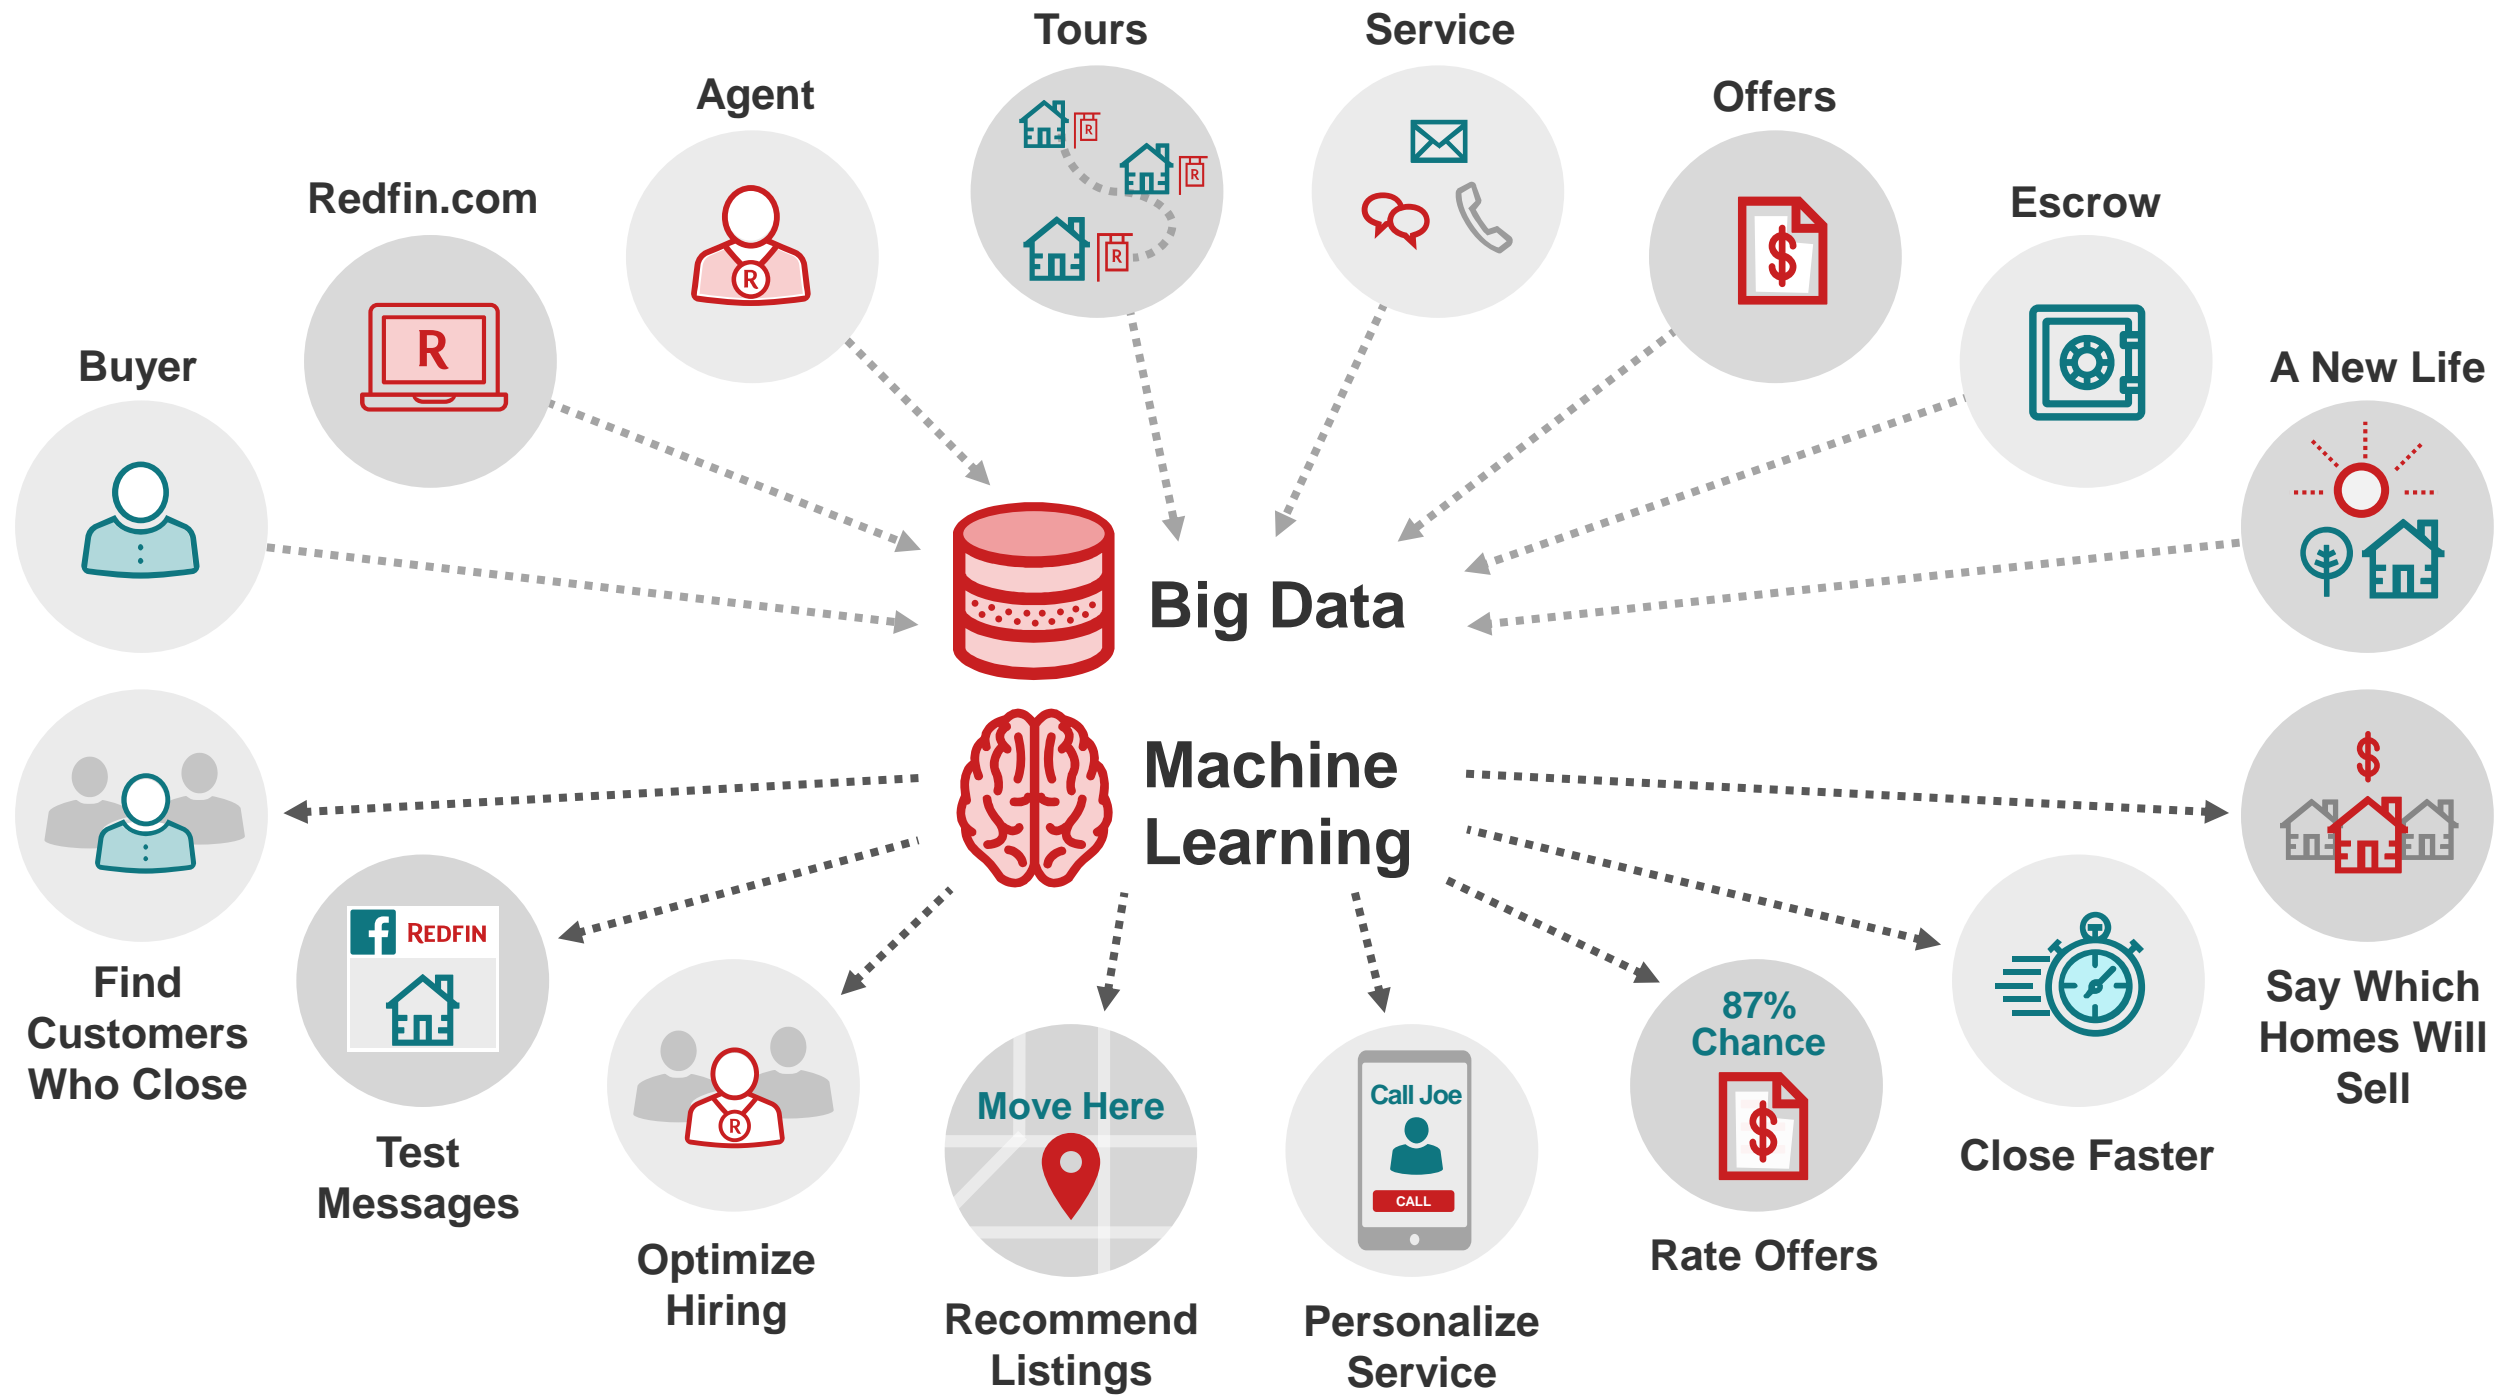 Tours
Service
Agent
Offers
Redfin.com
Escrow
Buyer
A New Life
R
R
R
R
R
$
Big Data
Machine
Learning
$
f REDFIN
Find
Customers
Who Close
Test
Messages
R
Optimize
Hiring
Move Here
Recommend
Listings
Call Joe
CALL
Personalize
Service
87%
Chance
$
Rate Offers
Close Faster
Say Which
Homes Will
Sell